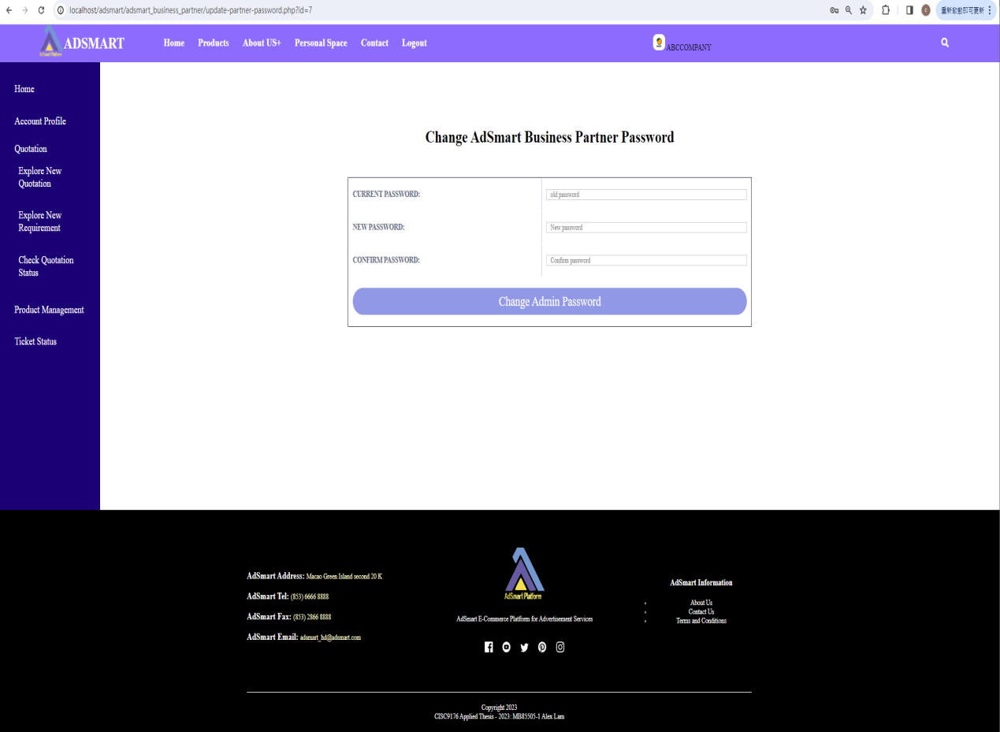 localhost/adsmart/adsmart_business_partner/update-partner-password.php?id=7
C
重新啟動即可更新
AdSmart Platform
ADSMART
Home
Products
About US+
Personal Space
Contact
Logout
ABCCOMPANY
Home
Account Profile
Quotation
Explore New
Quotation
Explore New
Requirement
Check Quotation
Status
Product Management
Ticket Status
Change AdSmart Business Partner Password
CURRENT PASSWORD:
old password
NEW PASSWORD:
New password
CONFIRM PASSWORD:
Confirm password
Change Admin Password
AdSmart Address: Macao Green Island second 20 K
AdSmart Tel: (853) 6666 8888
AdSmart Fax: (853) 2866 8888
AdSmart Email: adsmart_hd@adsmart.com
AdSmart Platform
AdSmart E-Commerce Platform for Advertisement Services
AdSmart Information
About Us
Contact Us
Terms and Conditions
Copyright 2023
CISC9176 Applied Thesis - 2023: MB85505-1 Alex Lam